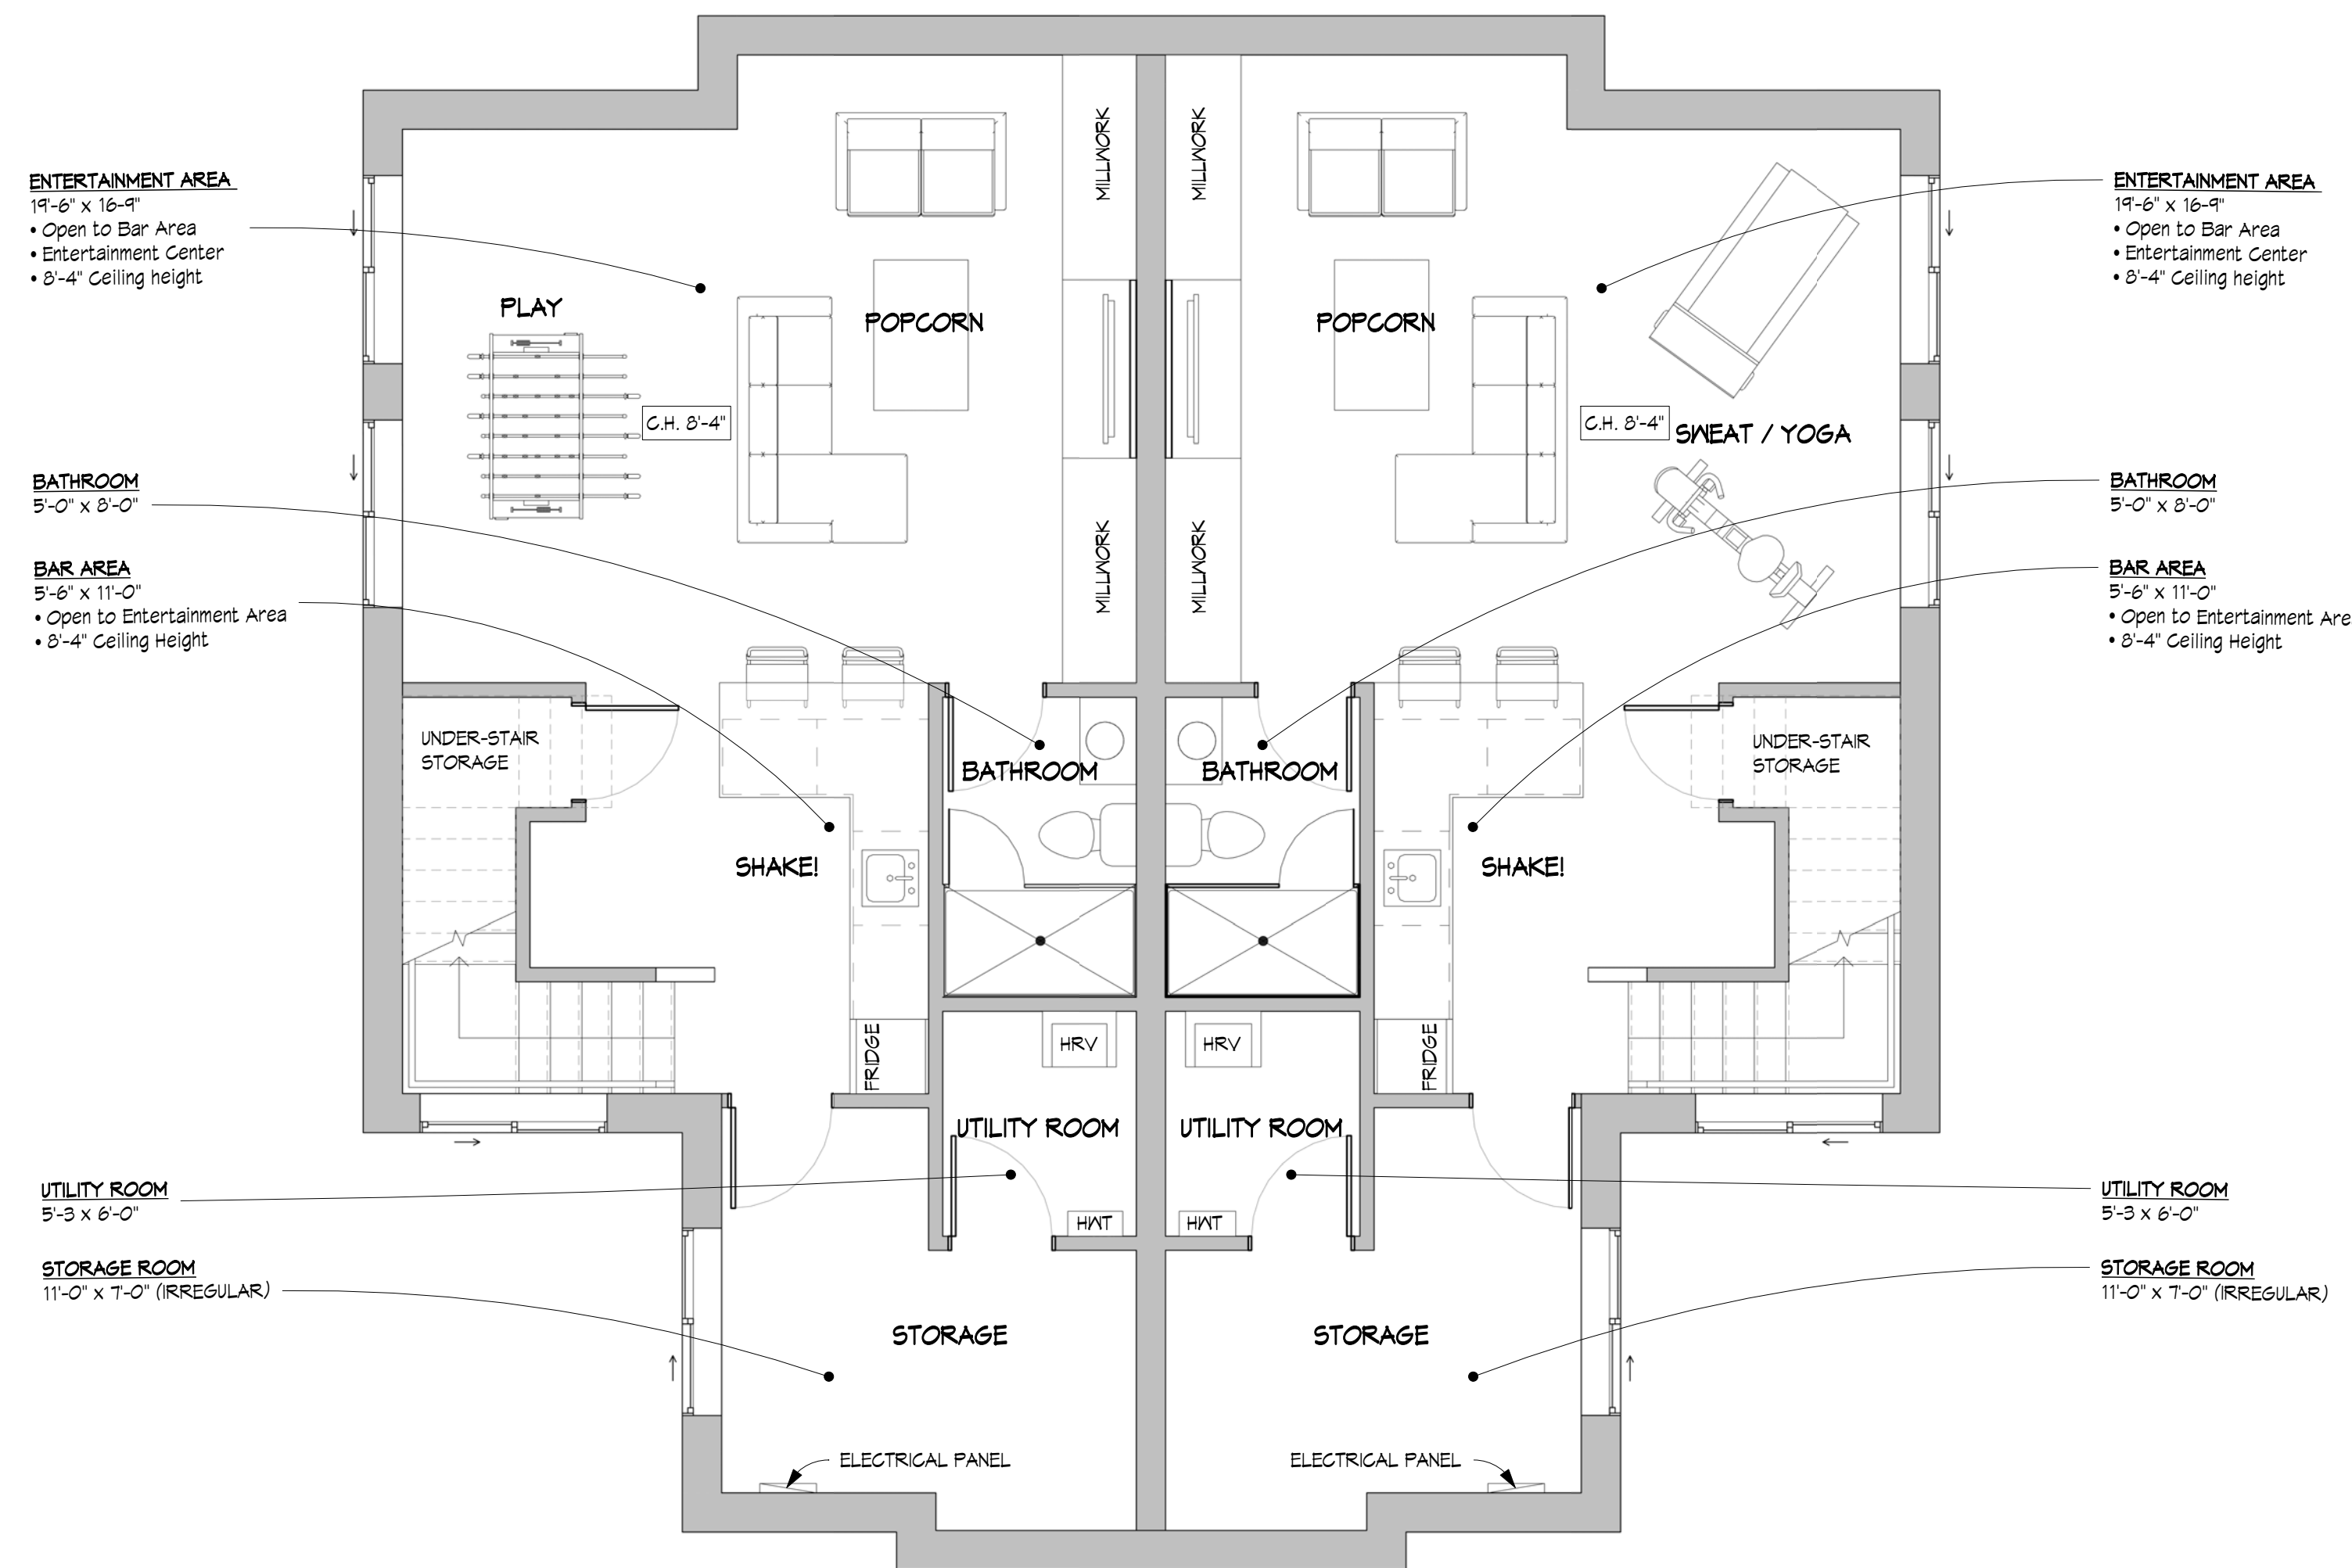 ENTERTAINMENT AREA
19'-6" x 16-9"
• Open to Bar Area
• Entertainment Center
• 8'-4" Ceiling height
BATHROOM
5'-0" x 8'-0"
BAR AREA
5'-6" x 11'-0"
• Open to Entertainment Area
• 8'-4" Ceiling Height
UTILITY ROOM
5'-3 x 6'-0"
STORAGE ROOM
11'-0" x 7'-0" (IRREGULAR)
MILLWORK
MILLWORK
PLAY
POPCORN
POPCORN
C.H. 8'-4"
C.H. 8'-4"
SWEAT / YOGA
MILLWORK
MILLWORK
UNDER-STAIR
STORAGE
BATHROOM
BATHROOM
UNDER-STAIR
STORAGE
SHAKE!
SHAKE!
FRIDGE
HRV
HRV
FRIDGE
UTILITY ROOM
UTILITY ROOM
HWT
HWT
STORAGE
STORAGE
ELECTRICAL PANEL
ELECTRICAL PANEL
ENTERTAINMENT AREA
19'-6" x 16-9"
• Open to Bar Area
• Entertainment Center
• 8'-4" Ceiling height
BATHROOM
5'-0" x 8'-0"
BAR AREA
5'-6" x 11'-0"
• Open to Entertainment Are
• 8'-4" Ceiling Height
UTILITY ROOM
5'-3 x 6'-0"
STORAGE ROOM
11'-0" x 7'-0" (IRREGULAR)